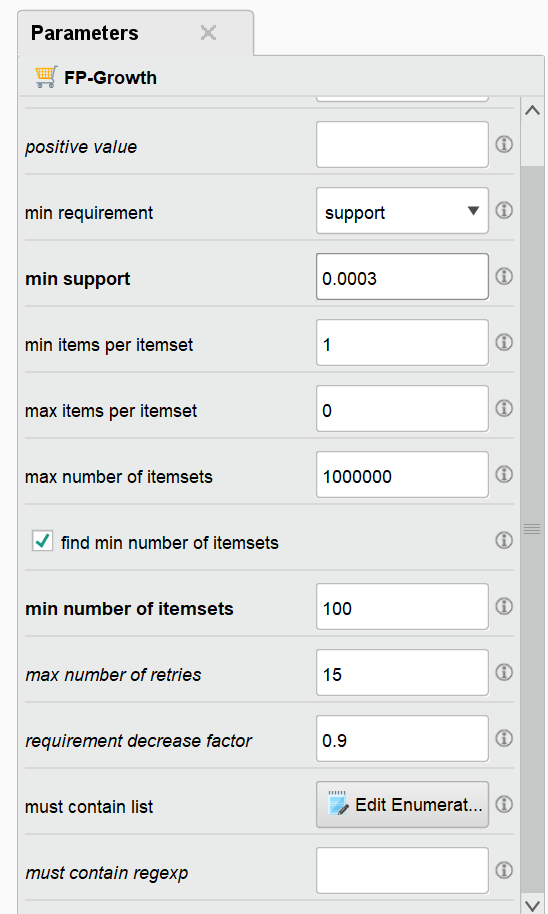 Parameters
FP-Growth
positive value
min requirement support
min support 0.0003
min items per itemset 1
max items per itemset 0
max number of itemsets 1000000
find min number of itemsets
min number of itemsets 100
max number of retries 15
requirement decrease factor 0.9
must contain list Edit Enumerat...
must contain regexp